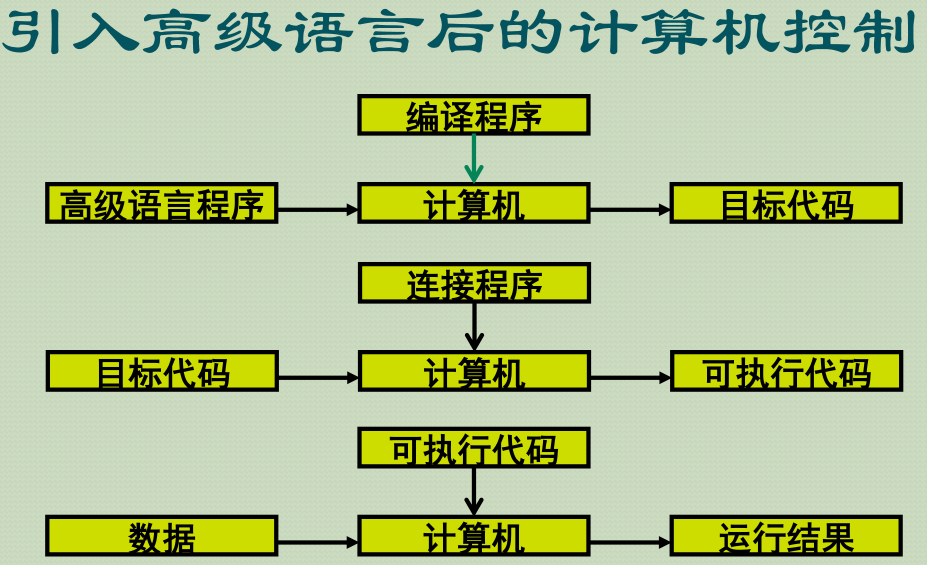 引入高级语言后的计算机控制
编译程序
高级语言程序
计算机
目标代码
连接程序
目标代码
计算机
可执行代码
可执行代码
数据
计算机
运行结果